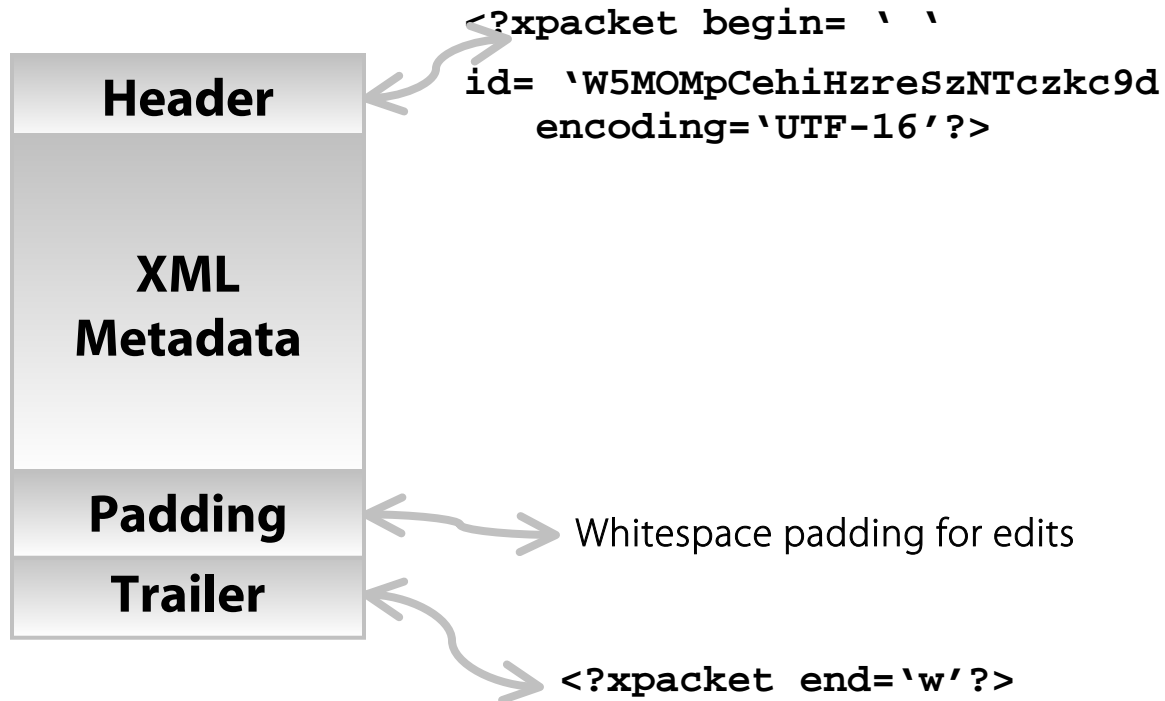 <?xpacket begin= ‘ ‘
Header
id= ‘W5MOMpCehiHzreSzNTczkc9d
encoding=‘UTF-16’?>
XML
Metadata
Padding
Whitespace padding for edits
Trailer
<?xpacket end=‘w’?>